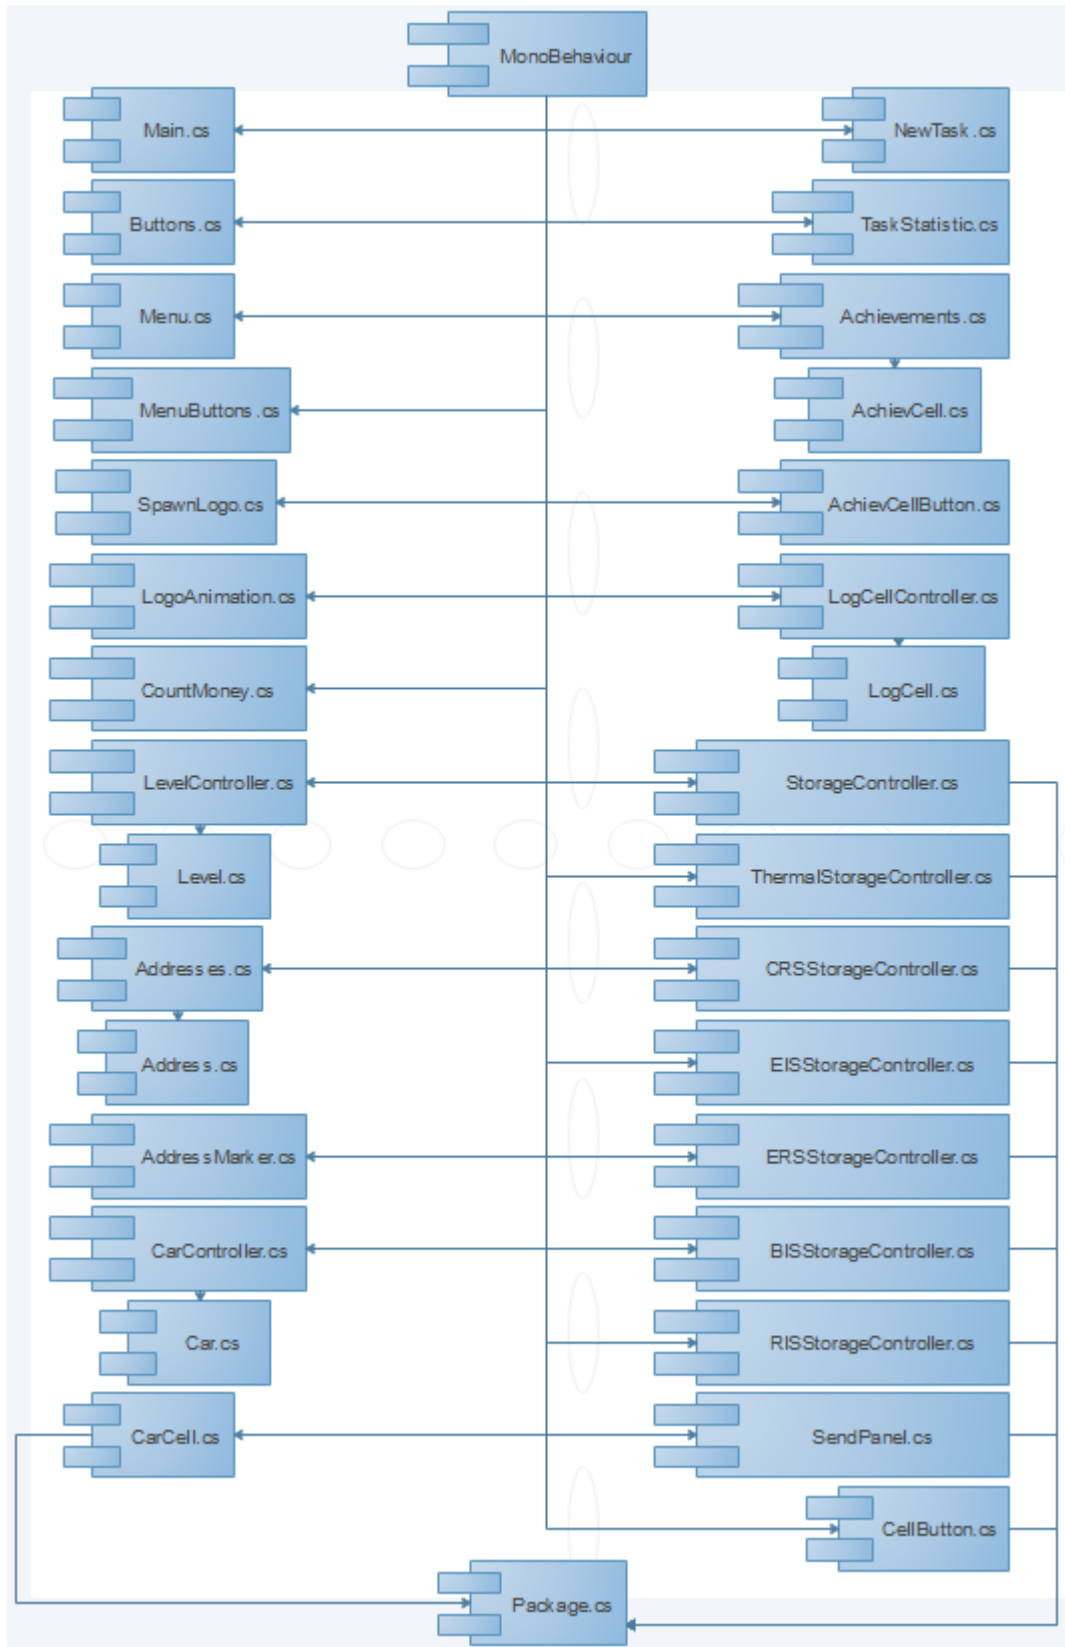 MonoBehaviour
Main.cs
NewTask.cs
Buttons.cs
TaskStatistic.cs
Menu.cs
Achievements.cs
MenuButtons.cs
AchievCell.cs
SpawnLogo.cs
AchievCellButton.cs
LogoAnimation.cs
LogCellController.cs
CountMoney.cs
LogCell.cs
LevelController.cs
StorageController.cs
Level.cs
ThermalStorageController.cs
Addresses.cs
CRSStorageController.cs
Address.cs
EISStorageController.cs
AddressMarker.cs
ERSStorageController.cs
CarController.cs
BISStorageController.cs
Car.cs
RISStorageController.cs
CarCell.cs
SendPanel.cs
CellButton.cs
Package.cs